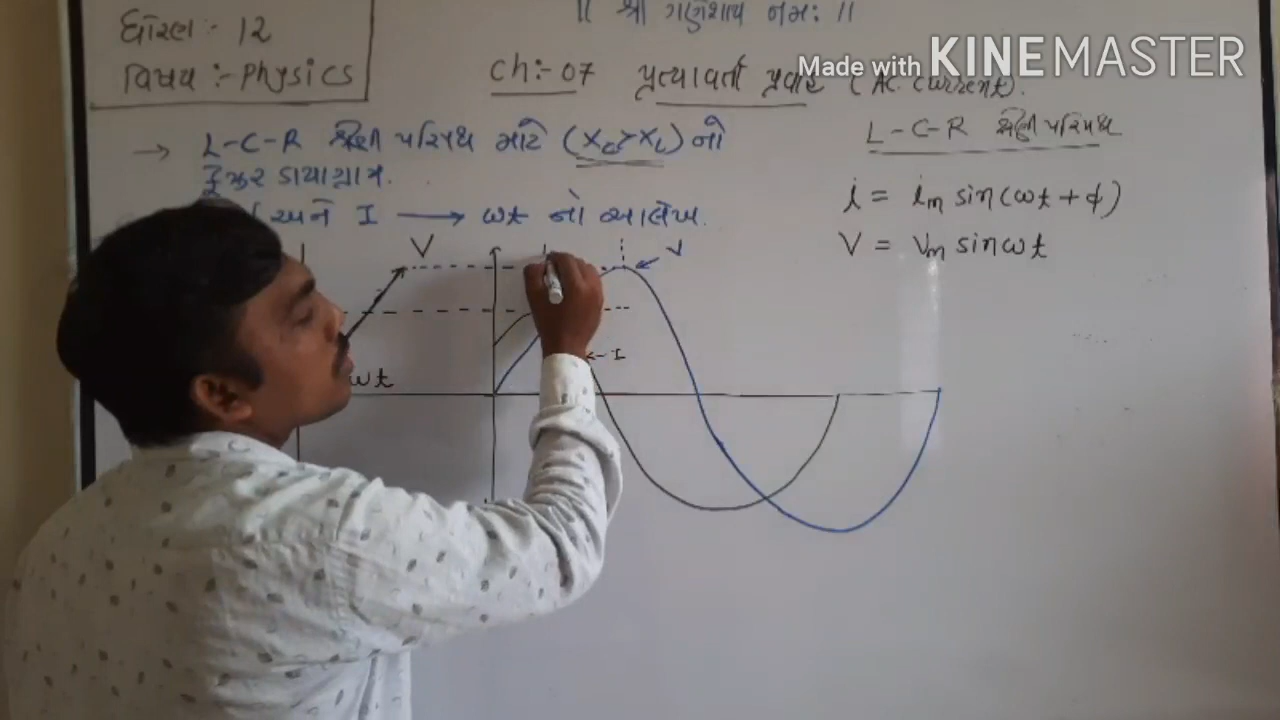 ॥ श्री ગણેશાય નમઃ ॥
ધોરણ :- 12
વિષય :- Physics
Made with KINEMASTER
Ch:- 07 પ્રત્યાવર્તી પ્રવાહ (AC. Current).
→ L-C-R શ્રેણી પરિપથ માટે (Xc>XL) નો
ફેઝર ડાયાગ્રામ.
અને I ⟶ ωt નો આલેખ.
L-C-R શ્રેણી પરિપથ
i = im sin(ωt + ϕ)
V = Vm sinωt
V
V
I
ωt